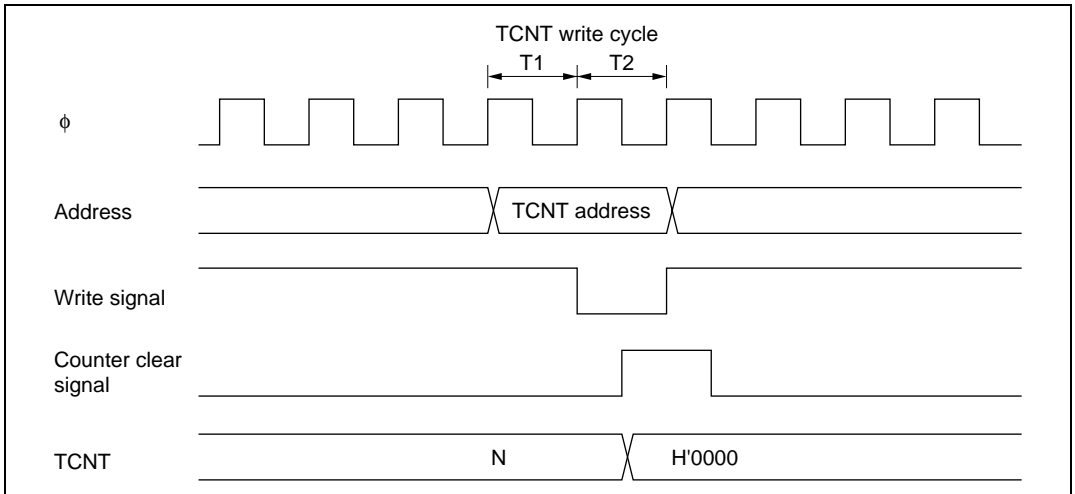 TCNT write cycle
T1 T2
ϕ
Address
TCNT address
Write signal
Counter clear
signal
TCNT
N
H'0000